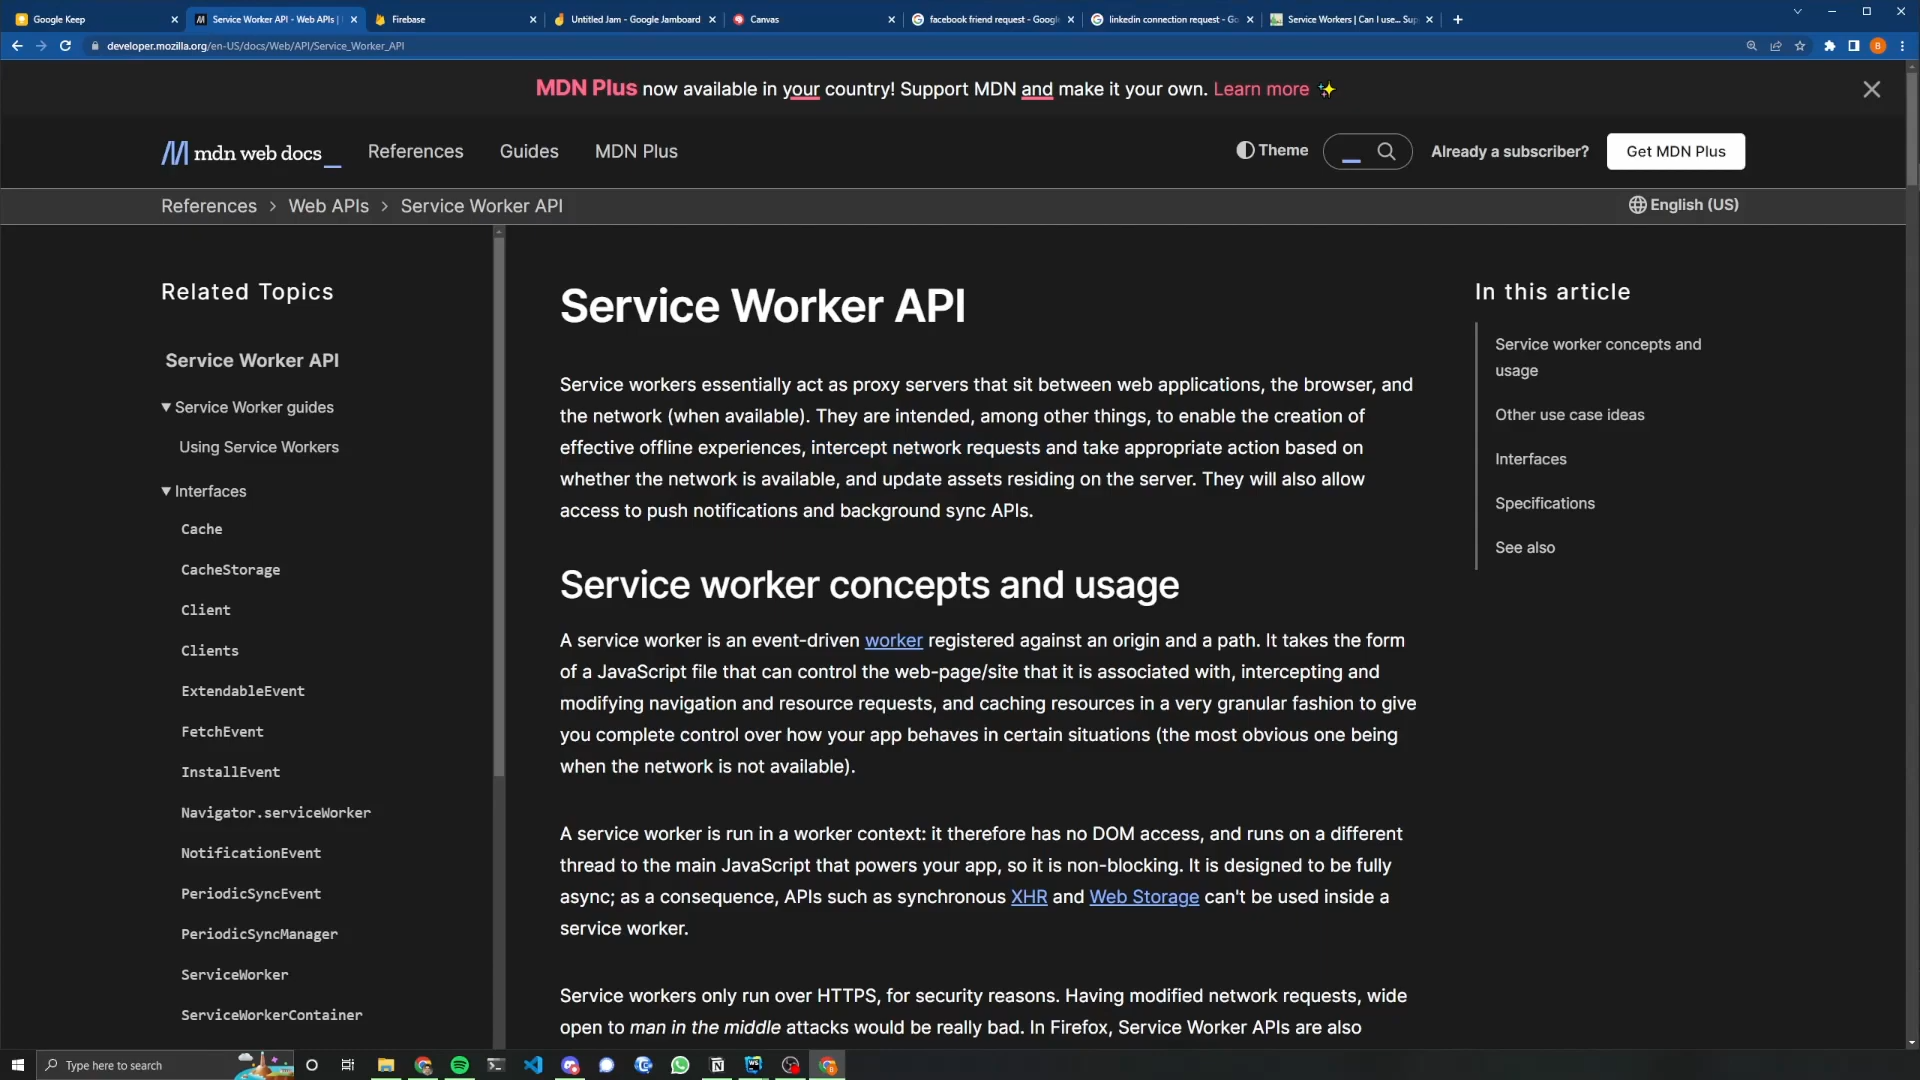 Google Keep
Service Worker API - Web APIs |
Firebase
Untitled Jam - Google Jamboard
Canvas
facebook friend request - Google
linkedin connection request - Go
Service Workers | Can I use... Sup
developer.mozilla.org/en-US/docs/Web/API/Service_Worker_API
B
MDN Plus now available in your country! Support MDN and make it your own. Learn more ✨
mdn web docs_
References
Guides
MDN Plus
Theme
Already a subscriber?
Get MDN Plus
References > Web APIs > Service Worker API
English (US)
Related Topics
Service Worker API
Service Worker guides
Using Service Workers
Interfaces
Cache
CacheStorage
Client
Clients
ExtendableEvent
FetchEvent
InstallEvent
Navigator.serviceWorker
NotificationEvent
PeriodicSyncEvent
PeriodicSyncManager
ServiceWorker
ServiceWorkerContainer
Service Worker API
Service workers essentially act as proxy servers that sit between web applications, the browser, and
the network (when available). They are intended, among other things, to enable the creation of
effective offline experiences, intercept network requests and take appropriate action based on
whether the network is available, and update assets residing on the server. They will also allow
access to push notifications and background sync APIs.
Service worker concepts and usage
A service worker is an event-driven worker registered against an origin and a path. It takes the form
of a JavaScript file that can control the web-page/site that it is associated with, intercepting and
modifying navigation and resource requests, and caching resources in a very granular fashion to give
you complete control over how your app behaves in certain situations (the most obvious one being
when the network is not available).
A service worker is run in a worker context: it therefore has no DOM access, and runs on a different
thread to the main JavaScript that powers your app, so it is non-blocking. It is designed to be fully
async; as a consequence, APIs such as synchronous XHR and Web Storage can't be used inside a
service worker.
Service workers only run over HTTPS, for security reasons. Having modified network requests, wide
open to man in the middle attacks would be really bad. In Firefox, Service Worker APIs are also
In this article
Service worker concepts and
usage
Other use case ideas
Interfaces
Specifications
See also
Type here to search